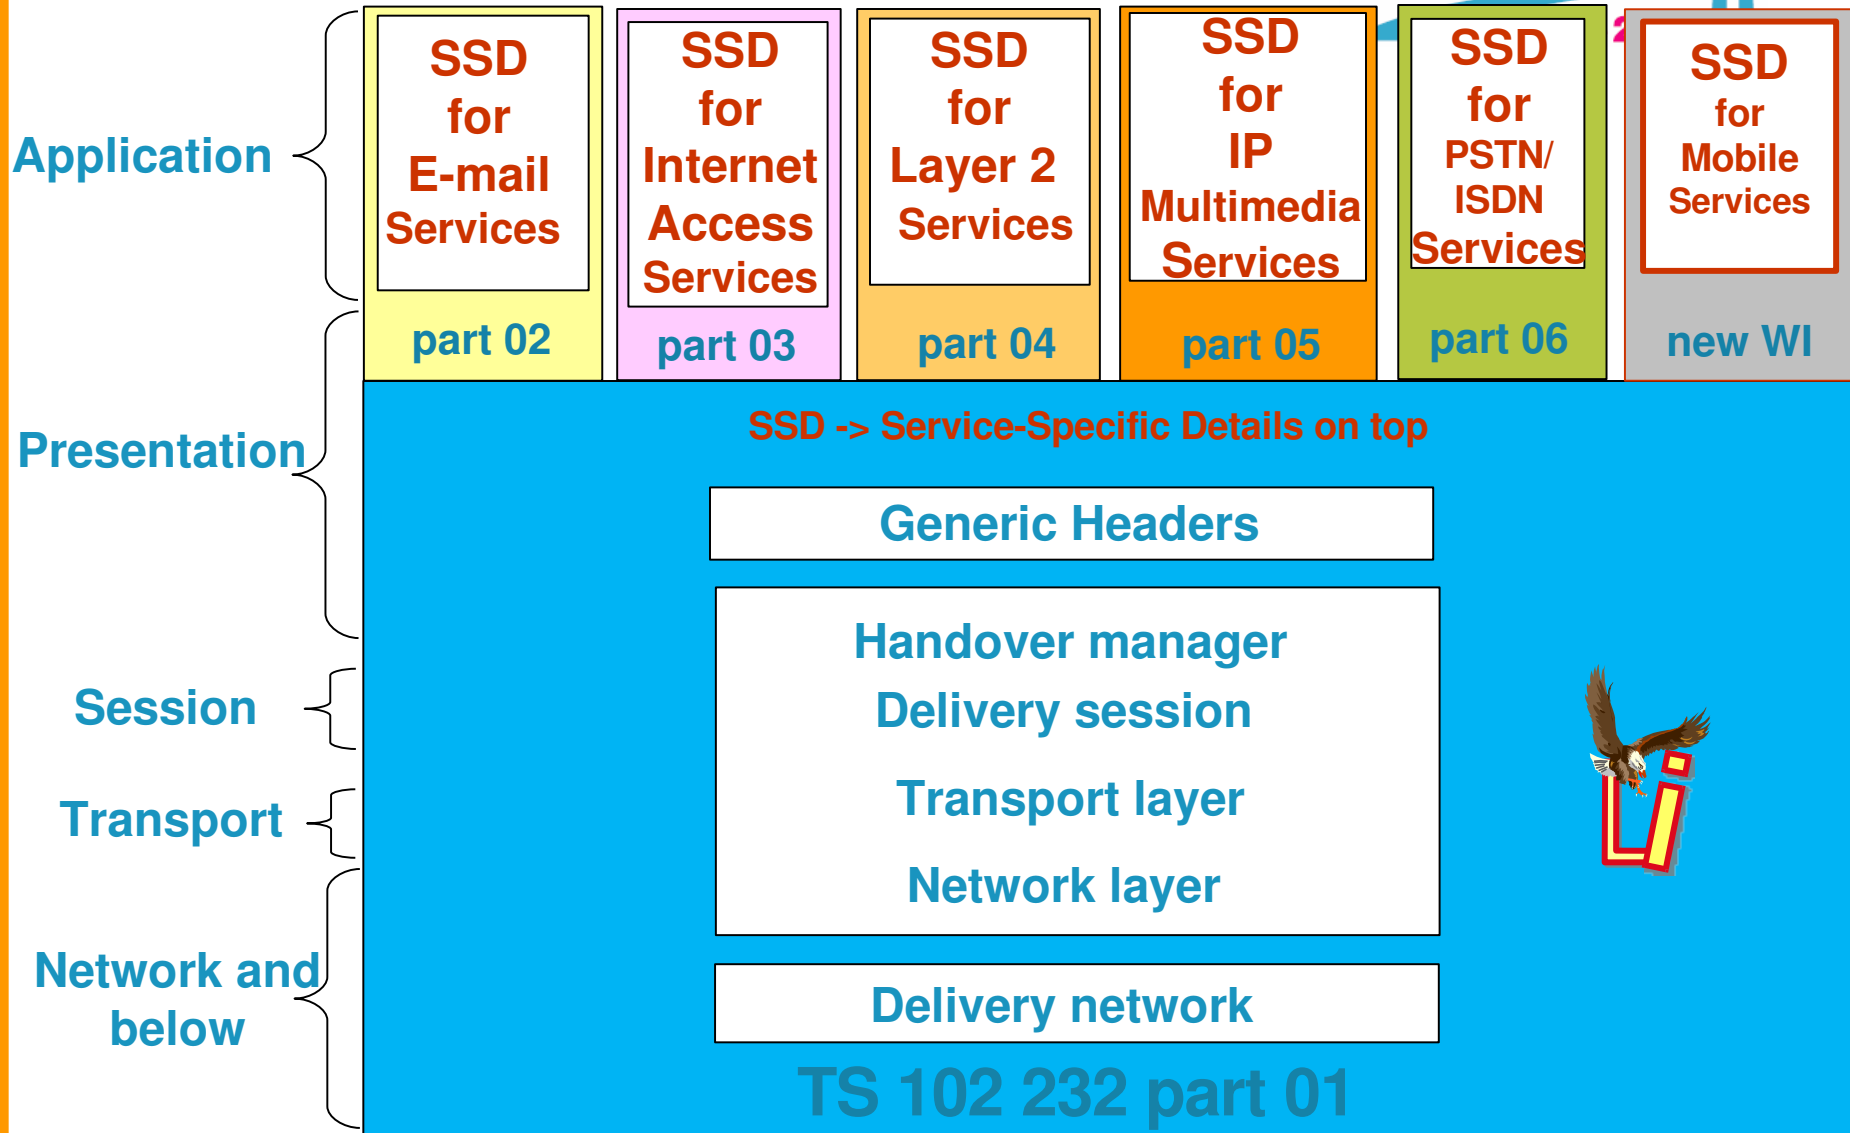 Application
SSD
for
E-mail
Services
part 02
SSD
for
Internet
Access
Services
part 03
SSD
for
Layer 2
Services
part 04
SSD
for
IP
Multimedia
Services
part 05
SSD
for
PSTN/
ISDN
Services
part 06
SSD
for
Mobile
Services
new WI
Presentation
SSD -> Service-Specific Details on top
Generic Headers
Handover manager
Session
Delivery session
Transport
Transport layer
Network layer
Network and
below
Delivery network
TS 102 232 part 01
Li